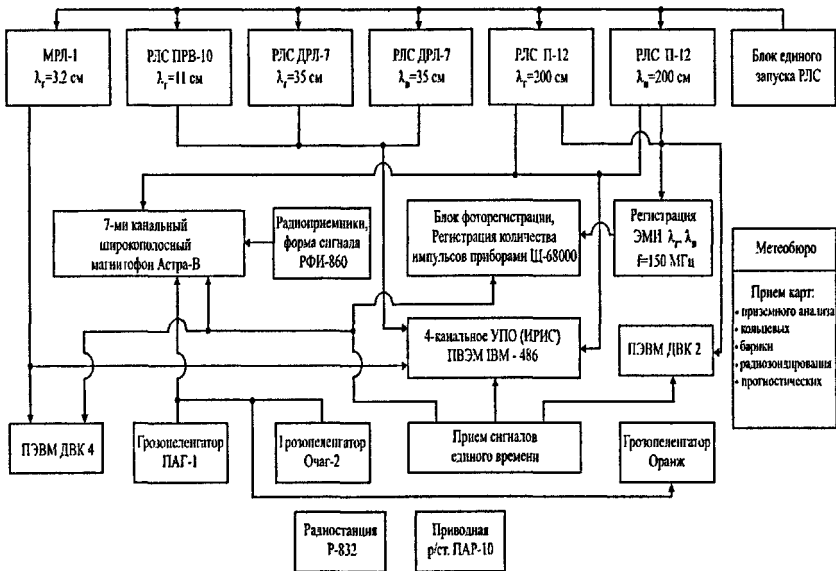 МРЛ-1
λг=3.2 см
РЛС ПРВ-10
λг=11 см
РЛС ДРЛ-7
λг=35 см
РЛС ДРЛ-7
λв=35 см
РЛС П-12
λг=200 см
РЛС П-12
λв=200 см
Блок единого
запуска РЛС
7-ми канальный
широкополосный
магнитофон Астра-В
Радиоприемники,
форма сигнала
РФИ-860
Блок фоторегистрации,
Регистрация количества
импульсов приборами Щ-68000
Регистрация
ЭМИ λг, λв
f=150 МГц
Метеобюро
Прием карт:
• приземного анализа
• кольцевых
• барики
• радиозондирования
• прогностических
4-канальное УПО (ИРИС)
ПВЭМ IBM - 486
ПЭВМ ДВК 2
ПЭВМ ДВК 4
Грозопеленгатор
ПАГ-1
Грозопеленгатор
Очаг-2
Прием сигналов
единого времени
Грозопеленгатор
Оранж
Радиостанция
Р-832
Приводная
р/ст. ПАР-10